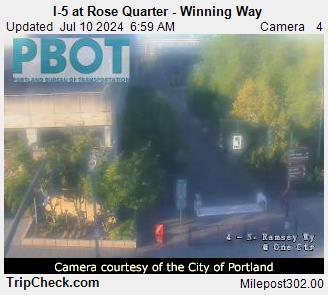 I-5 at Rose Quarter - Winning Way
Updated Jul 10 2024 6:59 AM Camera 4
PBOT
PORTLAND BUREAU OF TRANSPORTATION
4 - N. Ramsey Wy
@ One Ctr
Camera courtesy of the City of Portland
TripCheck.com Milepost302.00